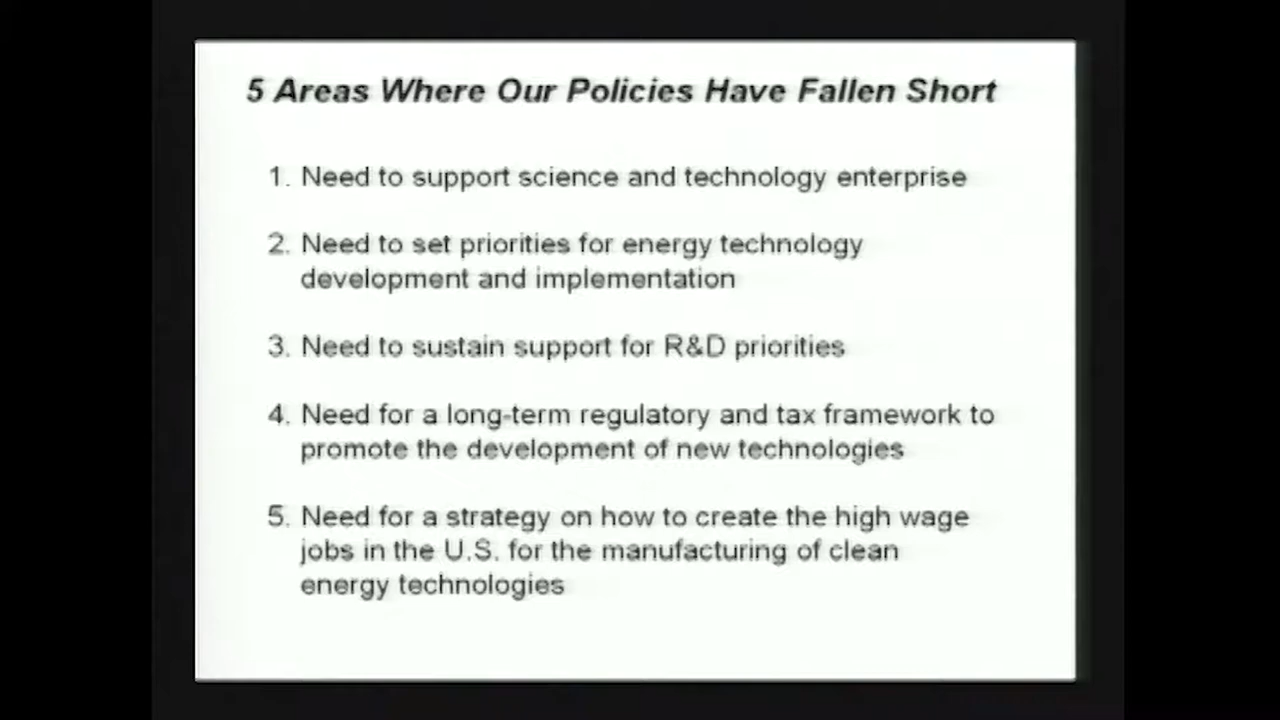 5 Areas Where Our Policies Have Fallen Short
1. Need to support science and technology enterprise
2. Need to set priorities for energy technology
development and implementation
3. Need to sustain support for R&D priorities
4. Need for a long-term regulatory and tax framework to
promote the development of new technologies
5. Need for a strategy on how to create the high wage
jobs in the U.S. for the manufacturing of clean
energy technologies